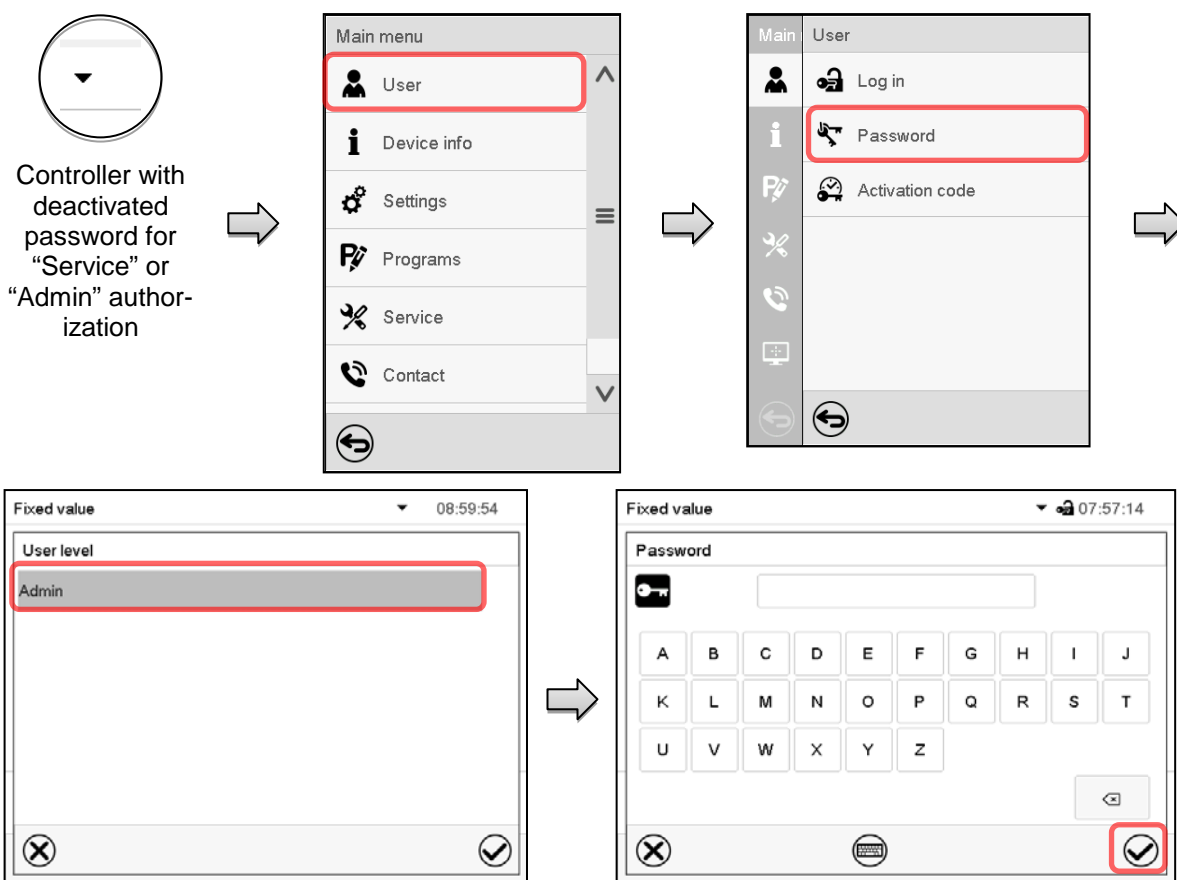 Controller with
deactivated
password for
“Service” or
“Admin” author-
ization
Main menu
User
Device info
Settings
Programs
Service
Contact
Main
User
Log in
Password
Activation code
Fixed value
08:59:54
User level
Admin
Fixed value
07:57:14
Password
A B C D E F G H I J
K L M N O P Q R S T
U V W X Y Z